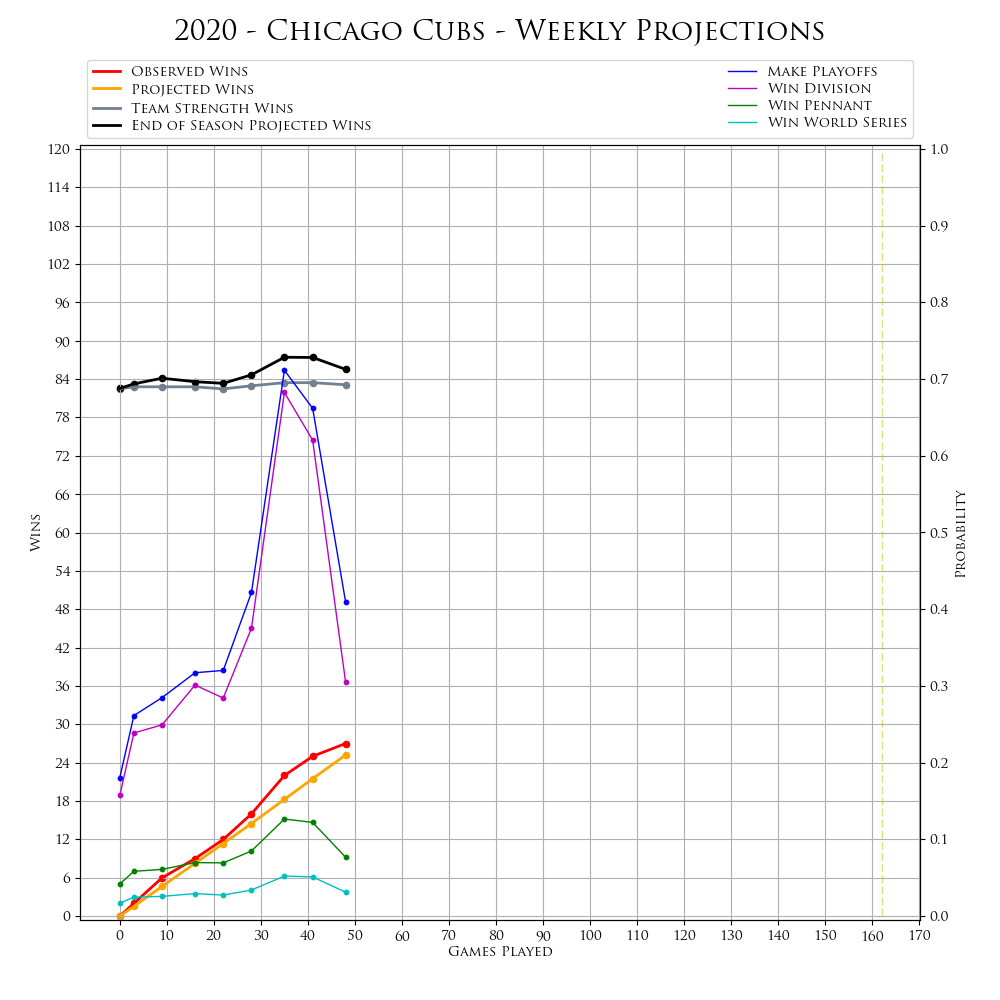 2020 - Chicago Cubs - Weekly Projections
Observed Wins
Projected Wins
Team Strength Wins
End of Season Projected Wins
Make Playoffs
Win Division
Win Pennant
Win World Series
120
114
108
102
96
90
84
78
72
66
60
54
48
42
36
30
24
18
12
6
0
Wins
1.0
0.9
0.8
0.7
0.6
0.5
0.4
0.3
0.2
0.1
0.0
Probability
0 10 20 30 40 50 60 70 80 90 100 110 120 130 140 150 160 170
Games Played